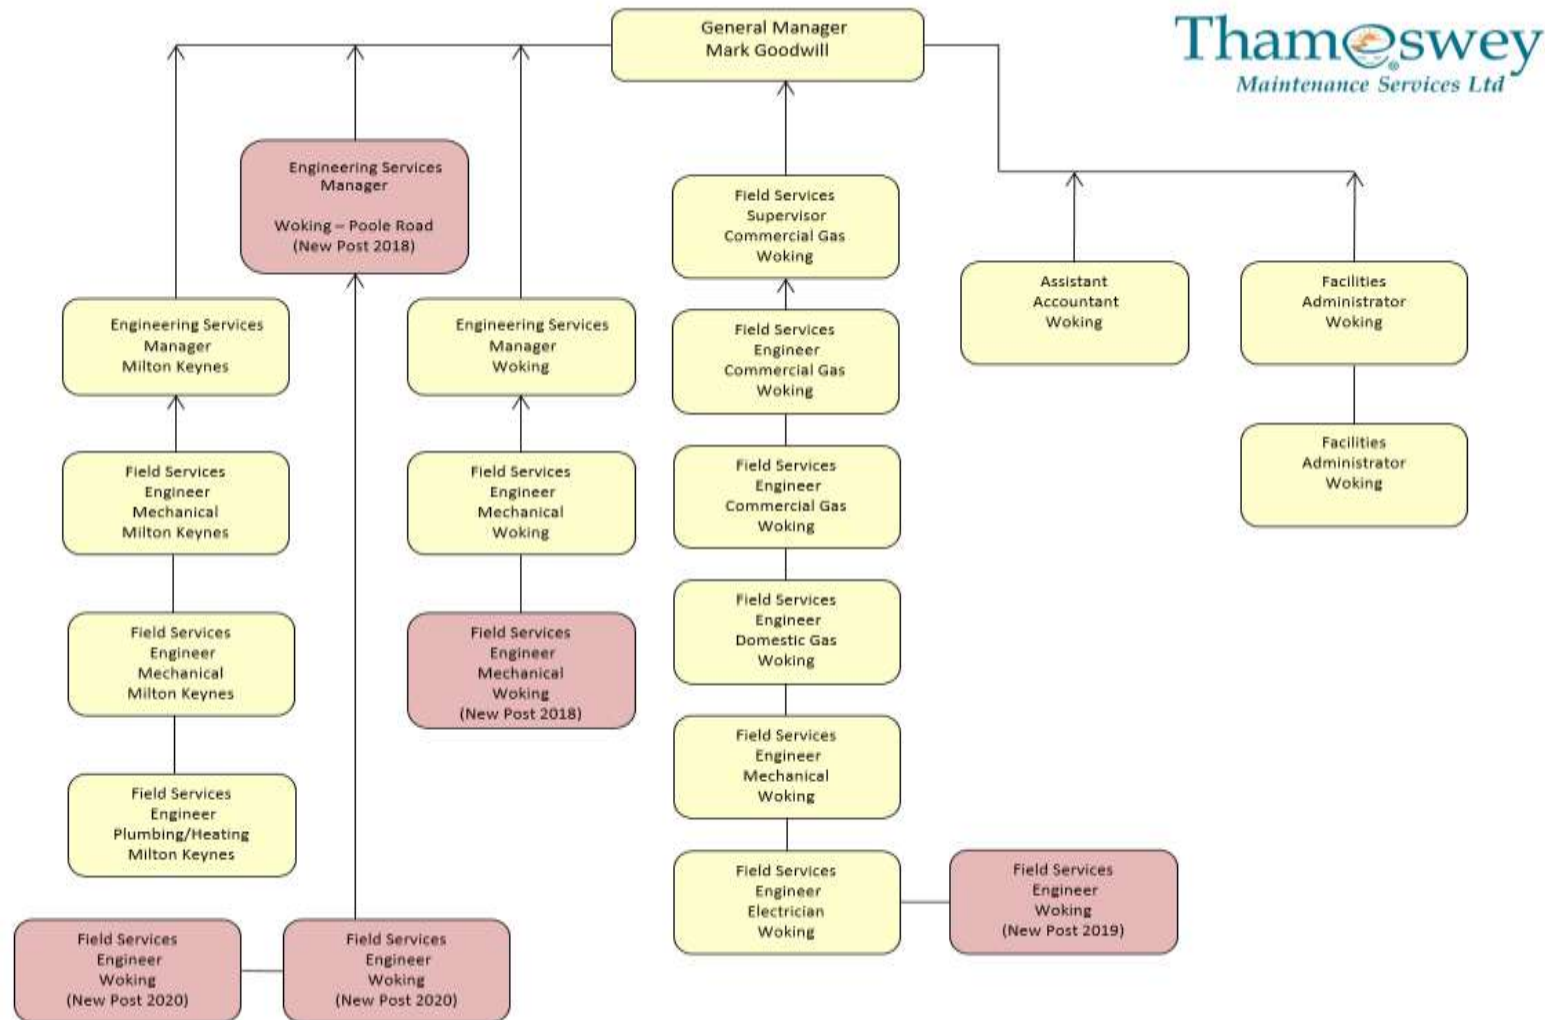 General Manager
Mark Goodwill
Thameswey
Maintenance Services Ltd
Engineering Services
Manager
Woking – Poole Road
(New Post 2018)
Field Services
Supervisor
Commercial Gas
Woking
Assistant
Accountant
Woking
Facilities
Administrator
Woking
Engineering Services
Manager
Milton Keynes
Engineering Services
Manager
Woking
Field Services
Engineer
Commercial Gas
Woking
Facilities
Administrator
Woking
Field Services
Engineer
Mechanical
Milton Keynes
Field Services
Engineer
Mechanical
Woking
Field Services
Engineer
Commercial Gas
Woking
Field Services
Engineer
Domestic Gas
Woking
Field Services
Engineer
Mechanical
Milton Keynes
Field Services
Engineer
Mechanical
Woking
(New Post 2018)
Field Services
Engineer
Mechanical
Woking
Field Services
Engineer
Plumbing/Heating
Milton Keynes
Field Services
Engineer
Electrician
Woking
Field Services
Engineer
Woking
(New Post 2019)
Field Services
Engineer
Woking
(New Post 2020)
Field Services
Engineer
Woking
(New Post 2020)